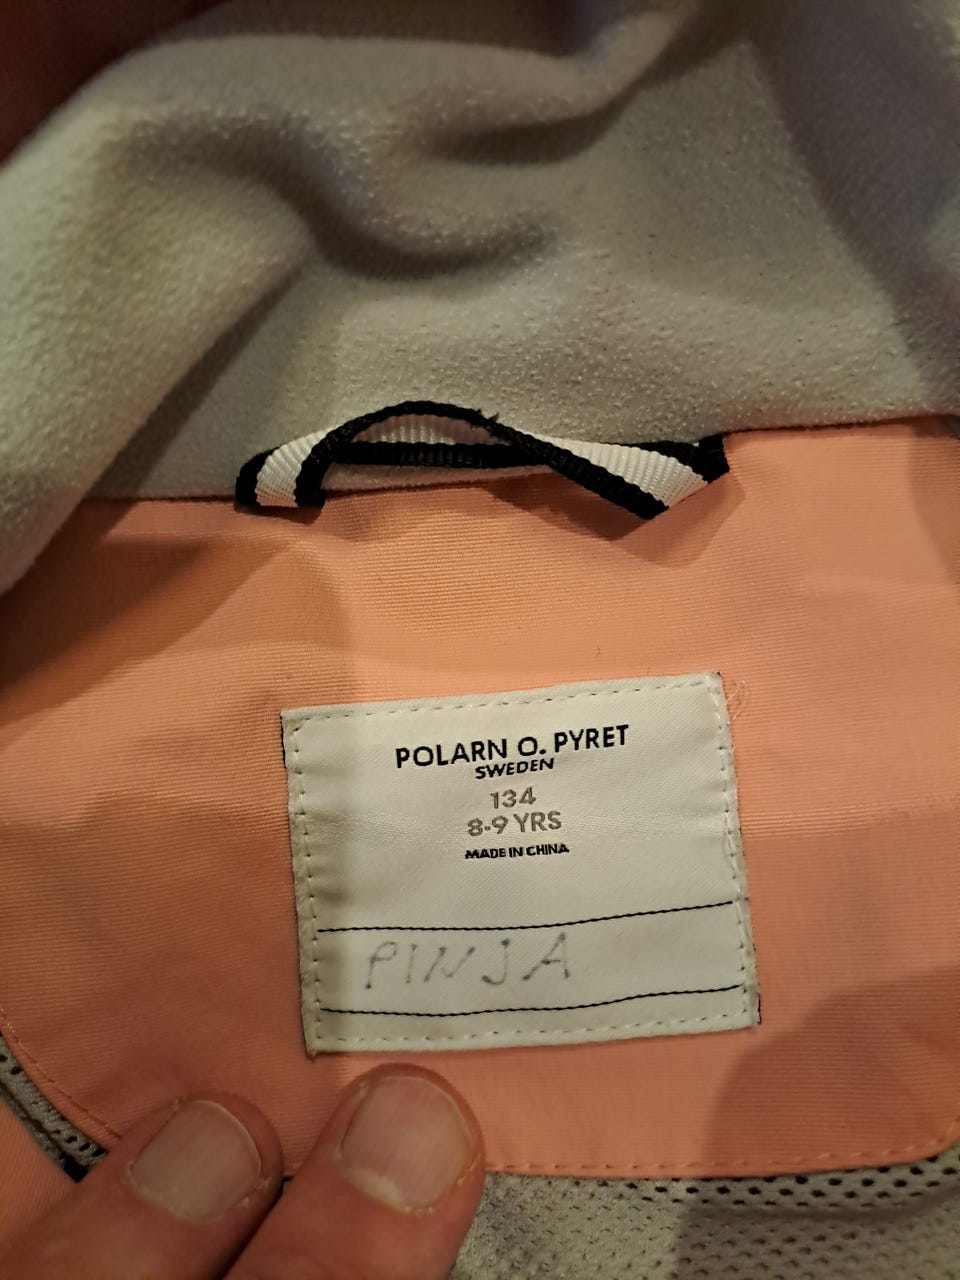 POLARN O. PYRET
SWEDEN
134
8-9 YRS
MADE IN CHINA
PINJA